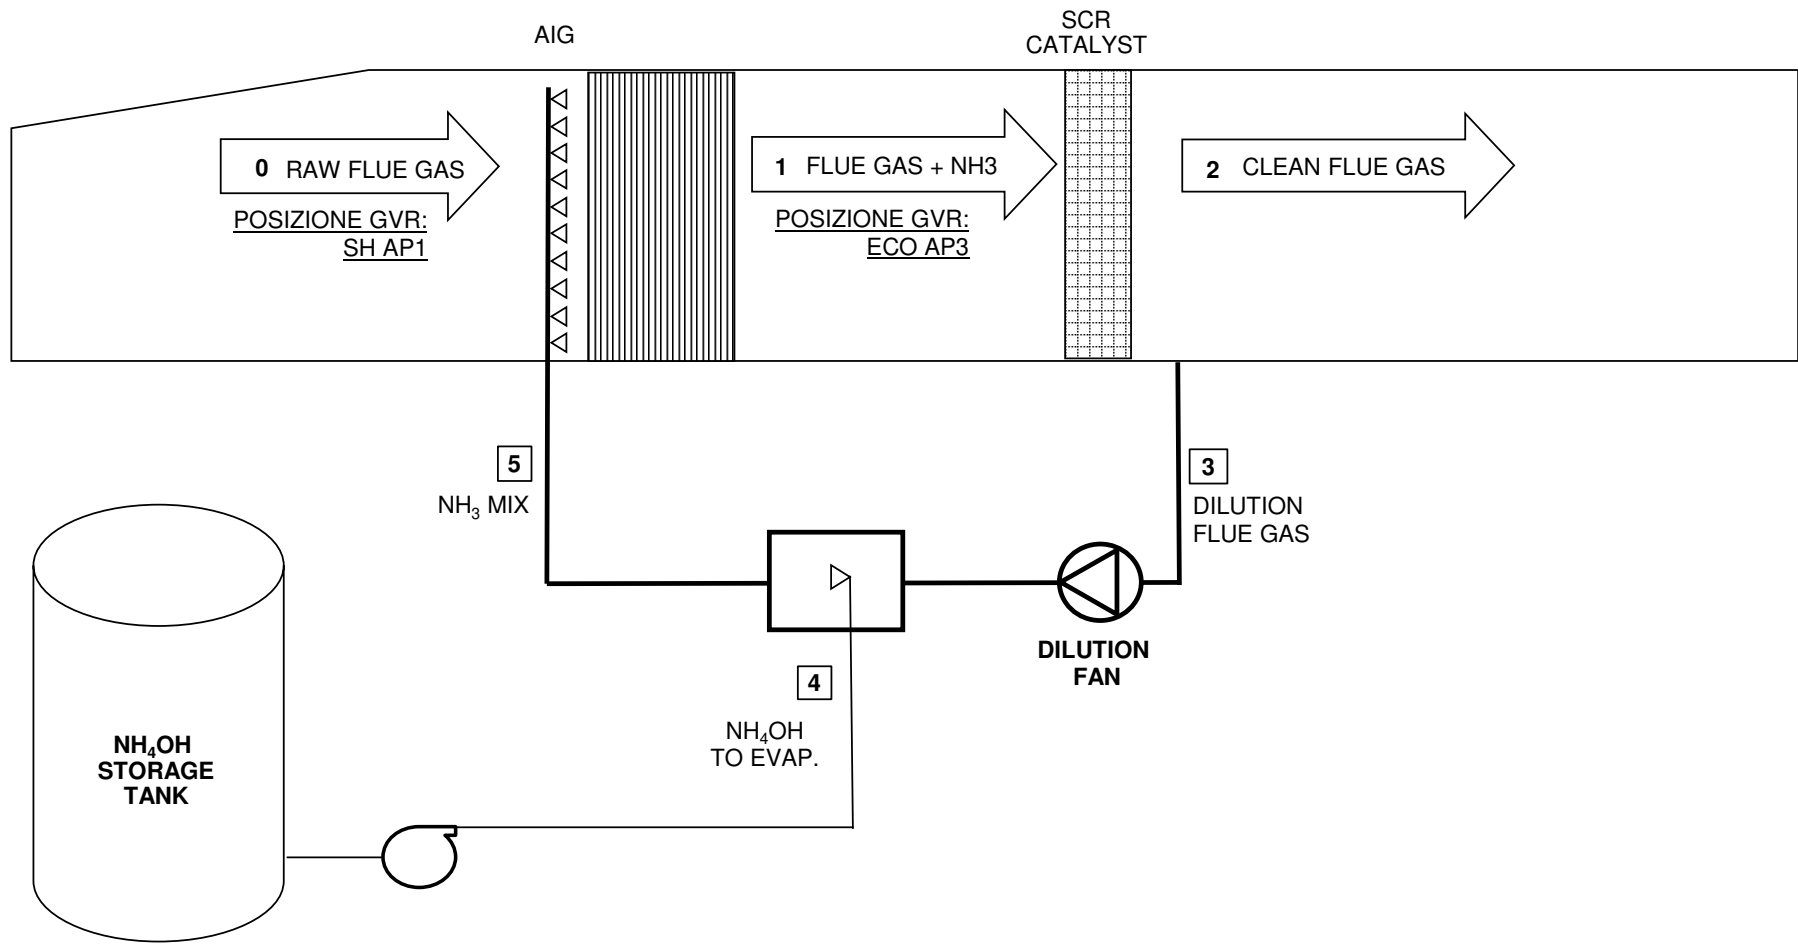 AIG
SCR
CATALYST
0 RAW FLUE GAS
POSIZIONE GVR:
SH AP1
1 FLUE GAS + NH3
POSIZIONE GVR:
ECO AP3
2 CLEAN FLUE GAS
5
NH₃ MIX
3
DILUTION
FLUE GAS
DILUTION
FAN
4
NH₄OH
TO EVAP.
NH₄OH
STORAGE
TANK